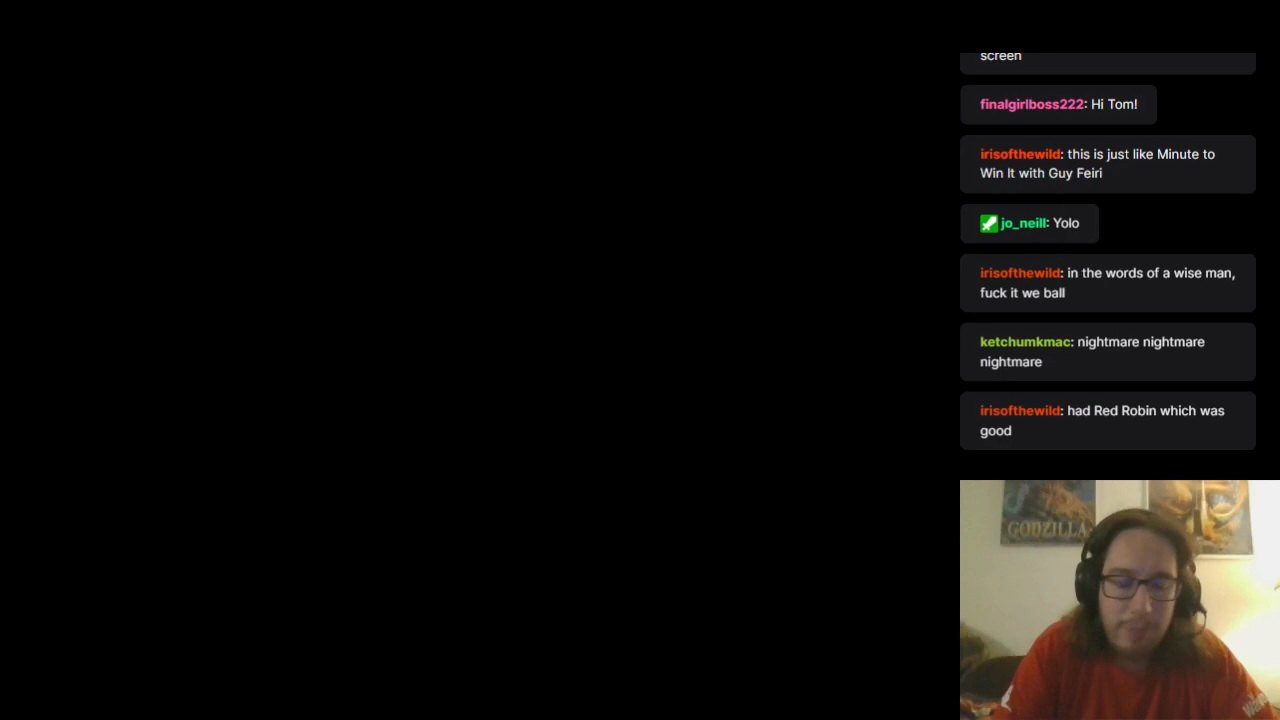 screen
finalgirlboss222: Hi Tom!
irisofthewild: this is just like Minute to
Win It with Guy Feiri
jo_neill: Yolo
irisofthewild: in the words of a wise man,
fuck it we ball
ketchumkmac: nightmare nightmare
nightmare
irisofthewild: had Red Robin which was
good
GODZILLA